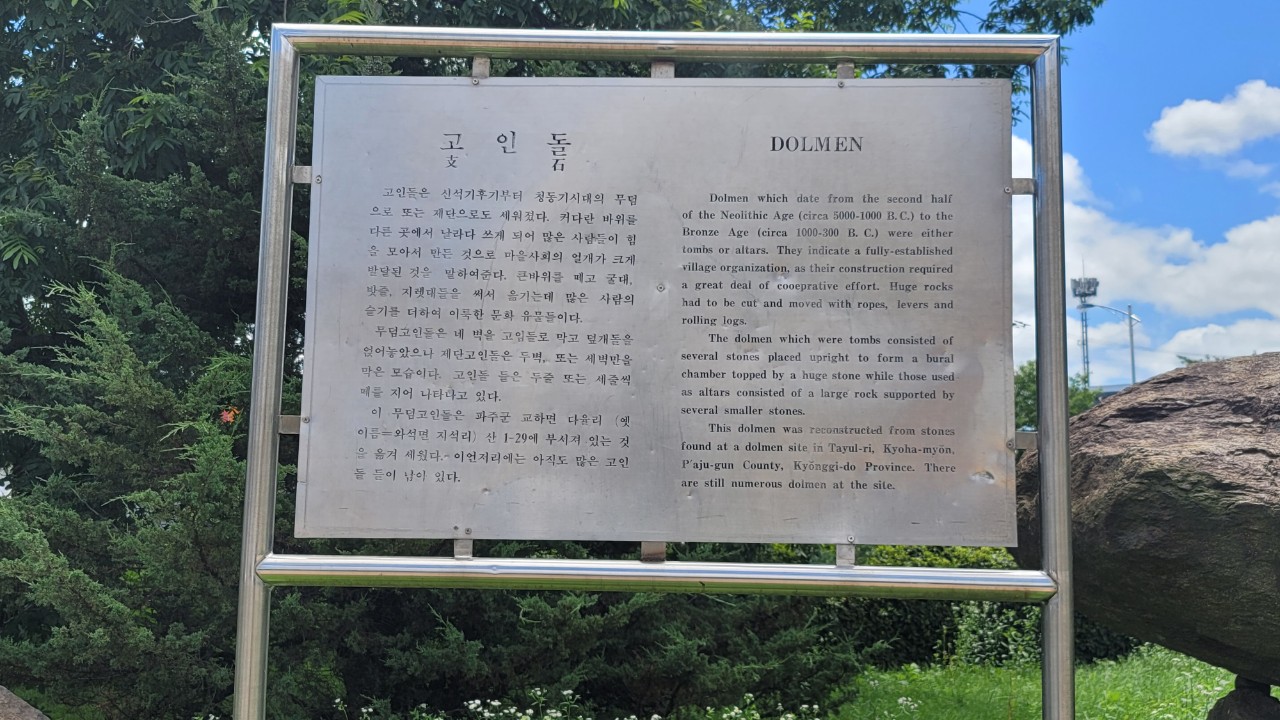 고 인 돌
支 石
고인돌은 신석기후기부터 청동기시대의 무덤
으로 또는 제단으로도 세워졌다. 커다란 바위를
다른 곳에서 날라다 쓰게 되어 많은 사람들이 힘
을 모아서 만든 것으로 마을사회의 얼개가 크게
발달된 것을 말하여준다. 큰바위를 떼고 굴대,
밧줄, 지렛대들을 써서 옮기는데 많은 사람의
슬기를 더하여 이룩한 문화 유물들이다.
무덤고인돌은 네 벽을 고임돌로 막고 덮개돌을
얹어놓았으나 제단고인돌은 두벽, 또는 세벽만을
막은 모습이다. 고인돌 들은 두줄 또는 세줄씩
떼를 지어 나타나고 있다.
이 무덤고인돌은 파주군 교하면 다율리 (옛
이름=와석면 지석리) 산 1-29에 부서져 있는 것
을 옮겨 세웠다. 이언저리에는 아직도 많은 고인
돌 들이 남아 있다.
DOLMEN
Dolmen which date from the second half
of the Neolithic Age (circa 5000-1000 B.C.) to the
Bronze Age (circa 1000-300 B.C.) were either
tombs or altars. They indicate a fully-established
village organization, as their construction required
a great deal of cooeprative effort. Huge rocks
had to be cut and moved with ropes, levers and
rolling logs.
The dolmen which were tombs consisted of
several stones placed upright to form a bural
chamber topped by a huge stone while those used
as altars consisted of a large rock supported by
several smaller stones.
This dolmen was reconstructed from stones
found at a dolmen site in Tayul-ri, Kyoha-myŏn,
P'aju-gun County, Kyŏnggi-do Province. There
are still numerous dolmen at the site.